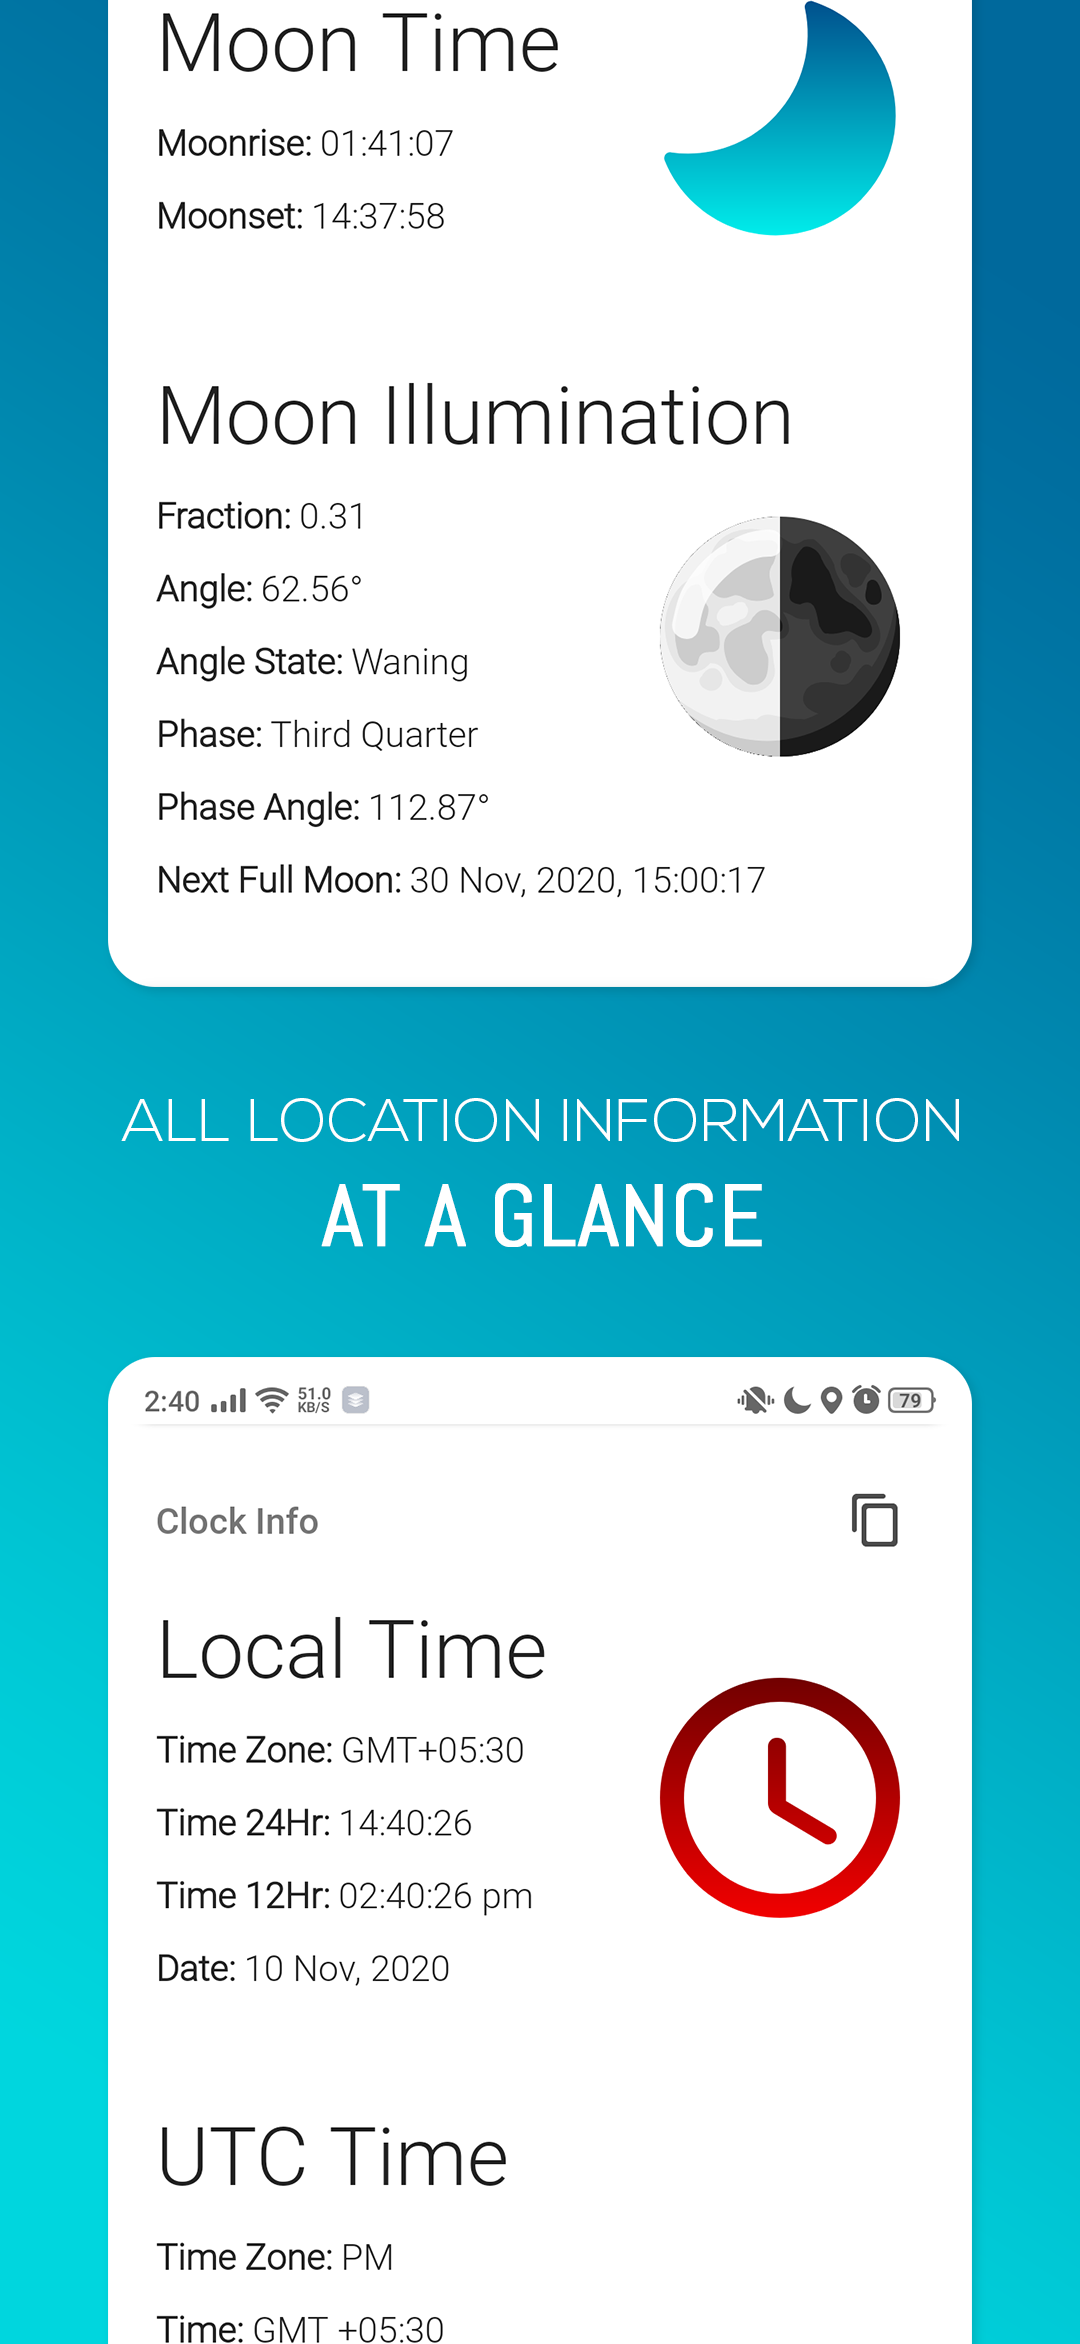 Moon Time
Moonrise: 01:41:07
Moonset: 14:37:58
Moon Illumination
Fraction: 0.31
Angle: 62.56°
Angle State: Waning
Phase: Third Quarter
Phase Angle: 112.87°
Next Full Moon: 30 Nov, 2020, 15:00:17
ALL LOCATION INFORMATION
AT A GLANCE
2:40 51.0 KB/S 79
Clock Info
Local Time
Time Zone: GMT+05:30
Time 24Hr: 14:40:26
Time 12Hr: 02:40:26 pm
Date: 10 Nov, 2020
UTC Time
Time Zone: PM
Time: GMT +05:30